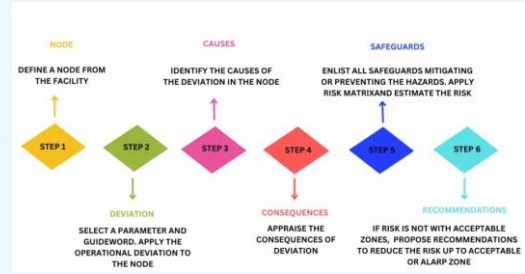 NODE
DEFINE A NODE FROM
THE FACILITY
CAUSES
IDENTIFY THE CAUSES OF
THE DEVIATION IN THE NODE
SAFEGUARDS
ENLIST ALL SAFEGUARDS MITIGATING
OR PREVENTING THE HAZARDS. APPLY
RISK MATRIXAND ESTIMATE THE RISK
STEP 1
STEP 2
STEP 3
STEP 4
STEP 5
STEP 6
DEVIATION
SELECT A PARAMETER AND
GUIDEWORD. APPLY THE
OPERATIONAL DEVIATION TO
THE NODE
CONSEQUENCES
APPRAISE THE
CONSEQUENCES OF
DEVIATION
RECOMMENDATIONS
IF RISK IS NOT WITH ACCEPTABLE
ZONES, PROPOSE RECOMMENDATIONS
TO REDUCE THE RISK UP TO ACCEPTABLE
OR ALARP ZONE